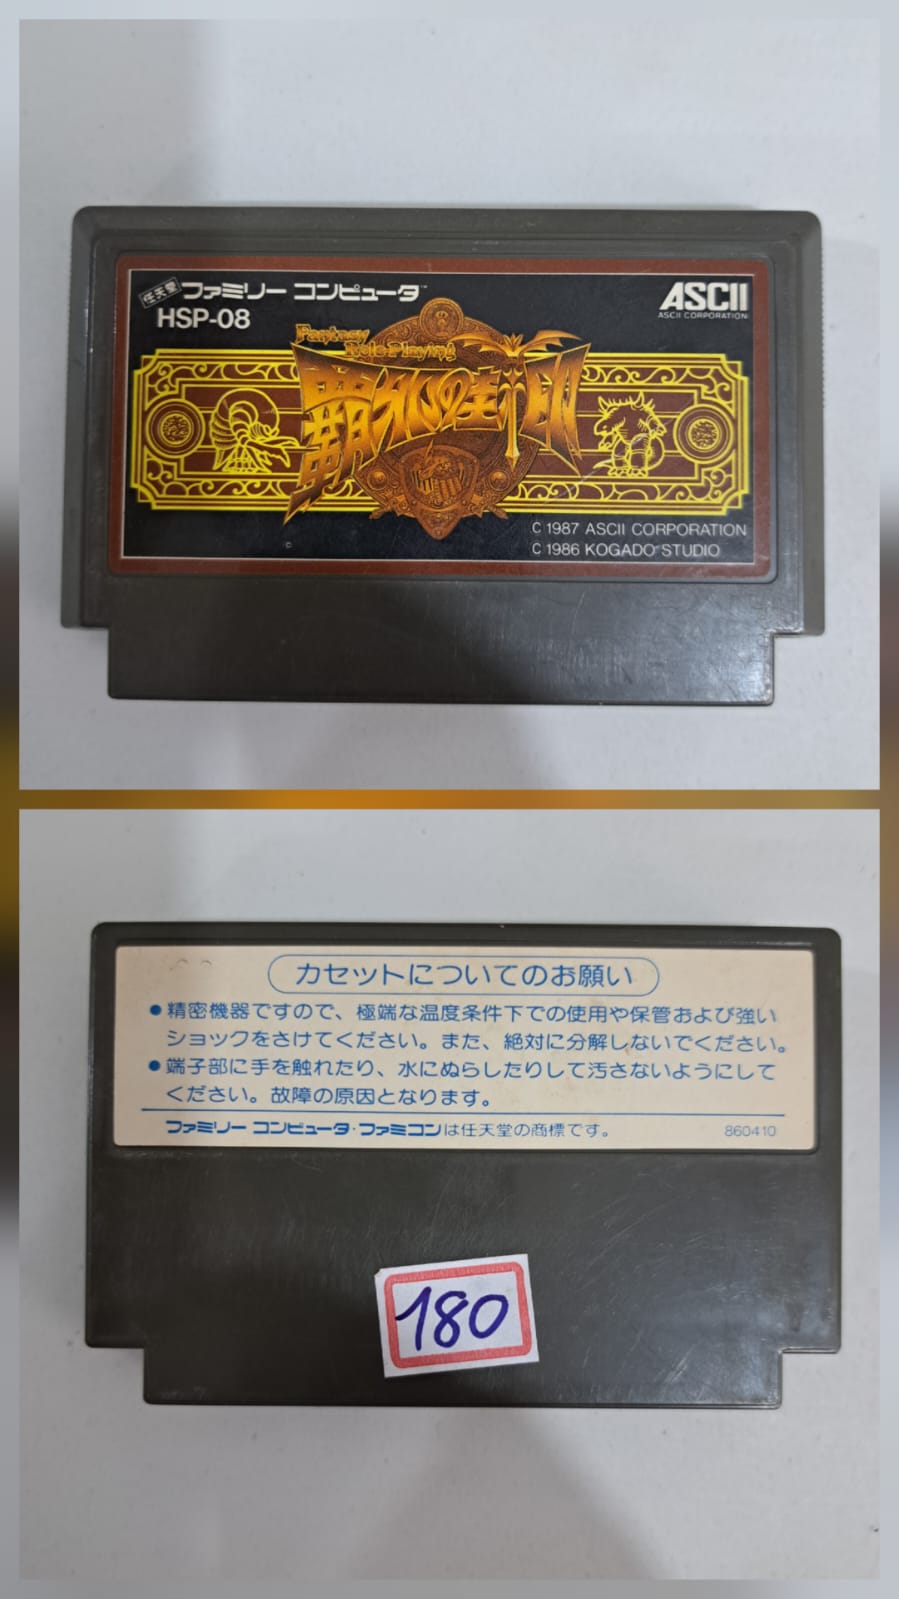 任天堂 ファミリー コンピュータ™
HSP-08
ASCII
ASCII CORPORATION
Fantasy
Role-Playing
覇邪の封印
C 1987 ASCII CORPORATION
C 1986 KOGADO STUDIO
カセットについてのお願い
●精密機器ですので、極端な温度条件下での使用や保管および強い
ショックをさけてください。また、絶対に分解しないでください。
●端子部に手を触れたり、水にぬらしたりして汚さないようにして
ください。故障の原因となります。
ファミリー コンピュータ・ファミコンは任天堂の商標です。
860410
180